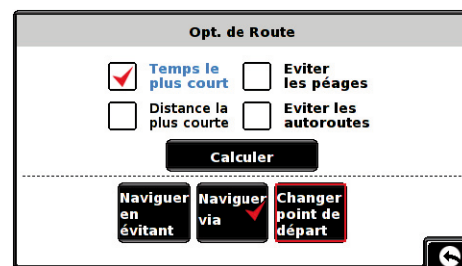 Opt. de Route
Temps le
plus court
Eviter
les péages
Distance la
plus courte
Eviter les
autoroutes
Calculer
Naviguer
en
évitant
Naviguer
via
Changer
point de
départ